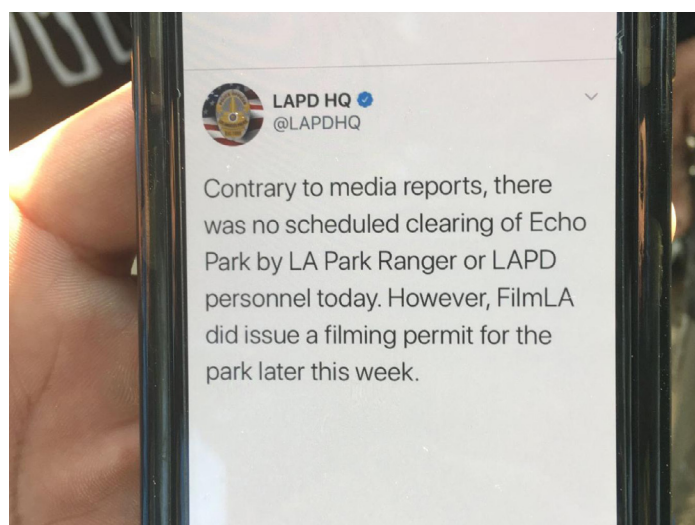 LAPD HQ
@LAPDHQ
Contrary to media reports, there
was no scheduled clearing of Echo
Park by LA Park Ranger or LAPD
personnel today. However, FilmLA
did issue a filming permit for the
park later this week.